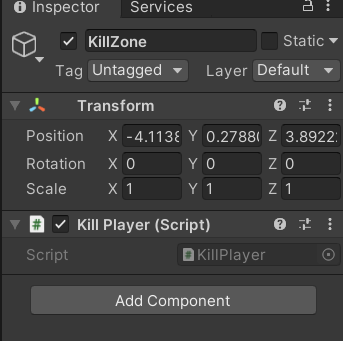 Inspector Services
KillZone Static
Tag Untagged Layer Default
Transform
Position X -4.1138 Y 0.2788 Z 3.8922
Rotation X 0 Y 0 Z 0
Scale X 1 Y 1 Z 1
# Kill Player (Script)
Script # KillPlayer
Add Component